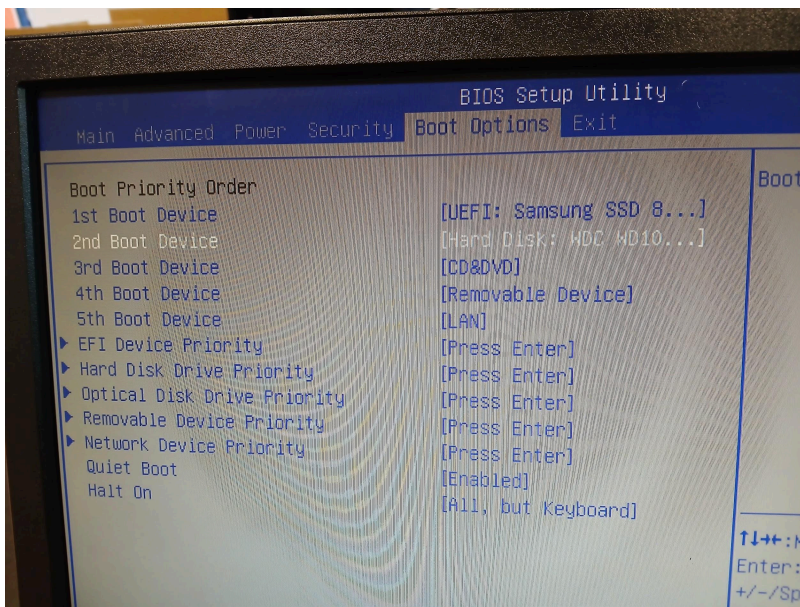 BIOS Setup Utility
Main Advanced Power Security Boot Options Exit
Boot Priority Order
1st Boot Device [UEFI: Samsung SSD 8...]
2nd Boot Device [Hard Disk: WDC WD10...]
3rd Boot Device [CD&DVD]
4th Boot Device [Removable Device]
5th Boot Device [LAN]
EFI Device Priority [Press Enter]
Hard Disk Drive Priority [Press Enter]
Optical Disk Drive Priority [Press Enter]
Removable Device Priority [Press Enter]
Network Device Priority [Press Enter]
Quiet Boot [Enabled]
Halt On [All, but Keyboard]
Boot
↑↓→←:M
Enter:
+/-/Sp